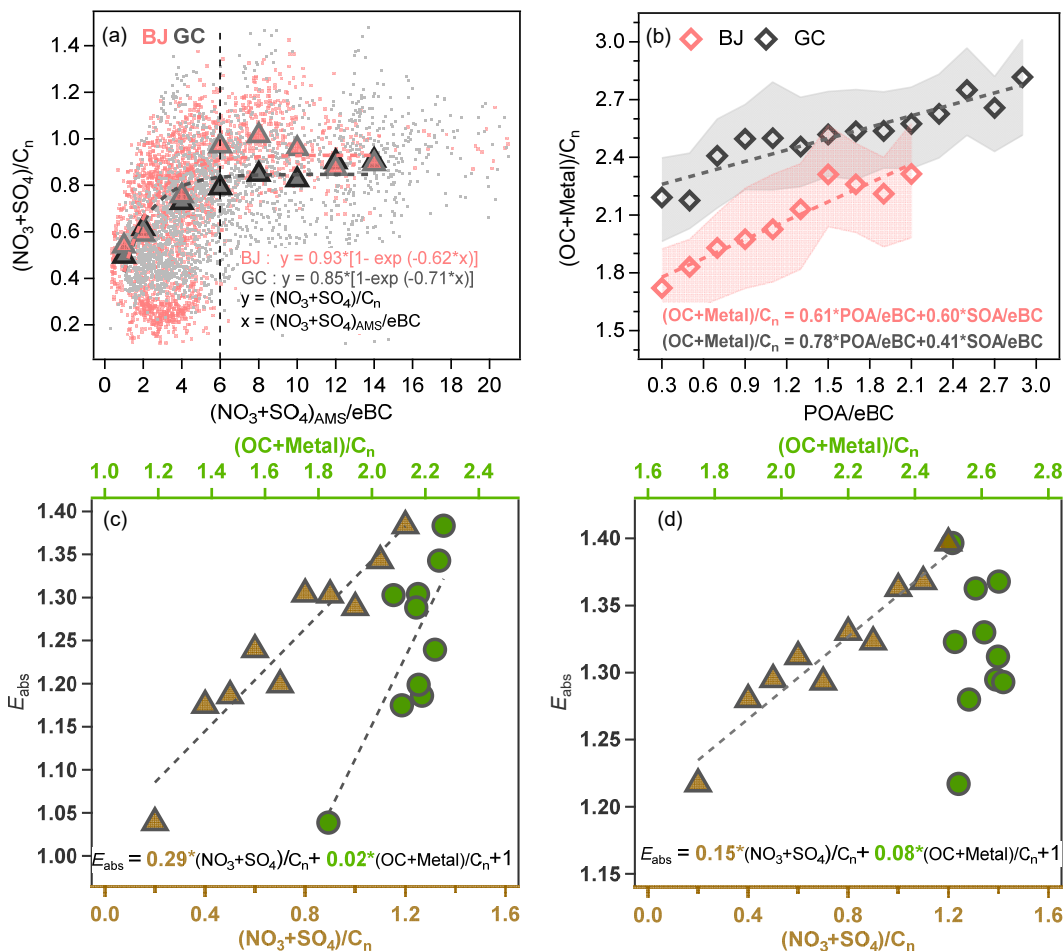 (a)
BJ GC
1.4
1.2
1.0
0.8
0.6
0.4
0.2
(NO3+SO4)/Cn
BJ : y = 0.93*[1- exp (-0.62*x)]
GC : y = 0.85*[1-exp (-0.71*x)]
y = (NO3+SO4)/Cn
x = (NO3+SO4)AMS/eBC
0 2 4 6 8 10 12 14 16 18 20
(NO3+SO4)AMS/eBC
(b)
BJ GC
3.0
2.7
2.4
2.1
1.8
1.5
(OC+Metal)/Cn
(OC+Metal)/Cn = 0.61*POA/eBC+0.60*SOA/eBC
(OC+Metal)/Cn = 0.78*POA/eBC+0.41*SOA/eBC
0.3 0.6 0.9 1.2 1.5 1.8 2.1 2.4 2.7 3.0
POA/eBC
(OC+Metal)/Cn
1.0 1.2 1.4 1.6 1.8 2.0 2.2 2.4
(c)
1.40
1.35
1.30
1.25
1.20
1.15
1.10
1.05
1.00
Eabs
Eabs = 0.29*(NO3+SO4)/Cn+ 0.02*(OC+Metal)/Cn+1
0.0 0.4 0.8 1.2 1.6
(NO3+SO4)/Cn
(OC+Metal)/Cn
1.6 1.8 2.0 2.2 2.4 2.6 2.8
(d)
1.40
1.35
1.30
1.25
1.20
1.15
1.14
Eabs
Eabs = 0.15*(NO3+SO4)/Cn+ 0.08*(OC+Metal)/Cn+1
0.0 0.4 0.8 1.2 1.6
(NO3+SO4)/Cn